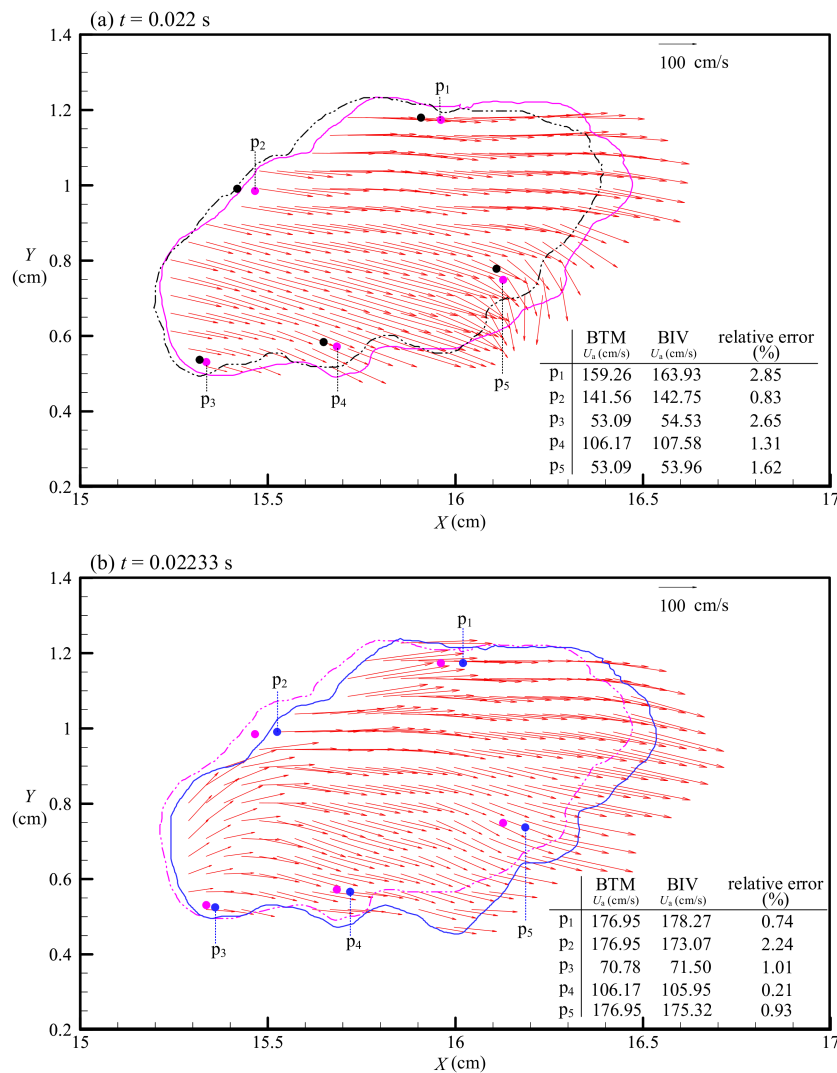 (a) t = 0.022 s
1.4
100 cm/s
p1
1.2
p2
1
Y
(cm)
0.8
0.6
p3
p4
p5
0.4
0.2
BTM BIV relative error
Ua (cm/s) Ua (cm/s) (%)
p1 159.26 163.93 2.85
p2 141.56 142.75 0.83
p3 53.09 54.53 2.65
p4 106.17 107.58 1.31
p5 53.09 53.96 1.62
15 15.5 16 16.5 17
X (cm)
(b) t = 0.02233 s
1.4
100 cm/s
p1
1.2
p2
1
Y
(cm)
0.8
0.6
p3
p4
p5
0.4
0.2
BTM BIV relative error
Ua (cm/s) Ua (cm/s) (%)
p1 176.95 178.27 0.74
p2 176.95 173.07 2.24
p3 70.78 71.50 1.01
p4 106.17 105.95 0.21
p5 176.95 175.32 0.93
15 15.5 16 16.5 17
X (cm)